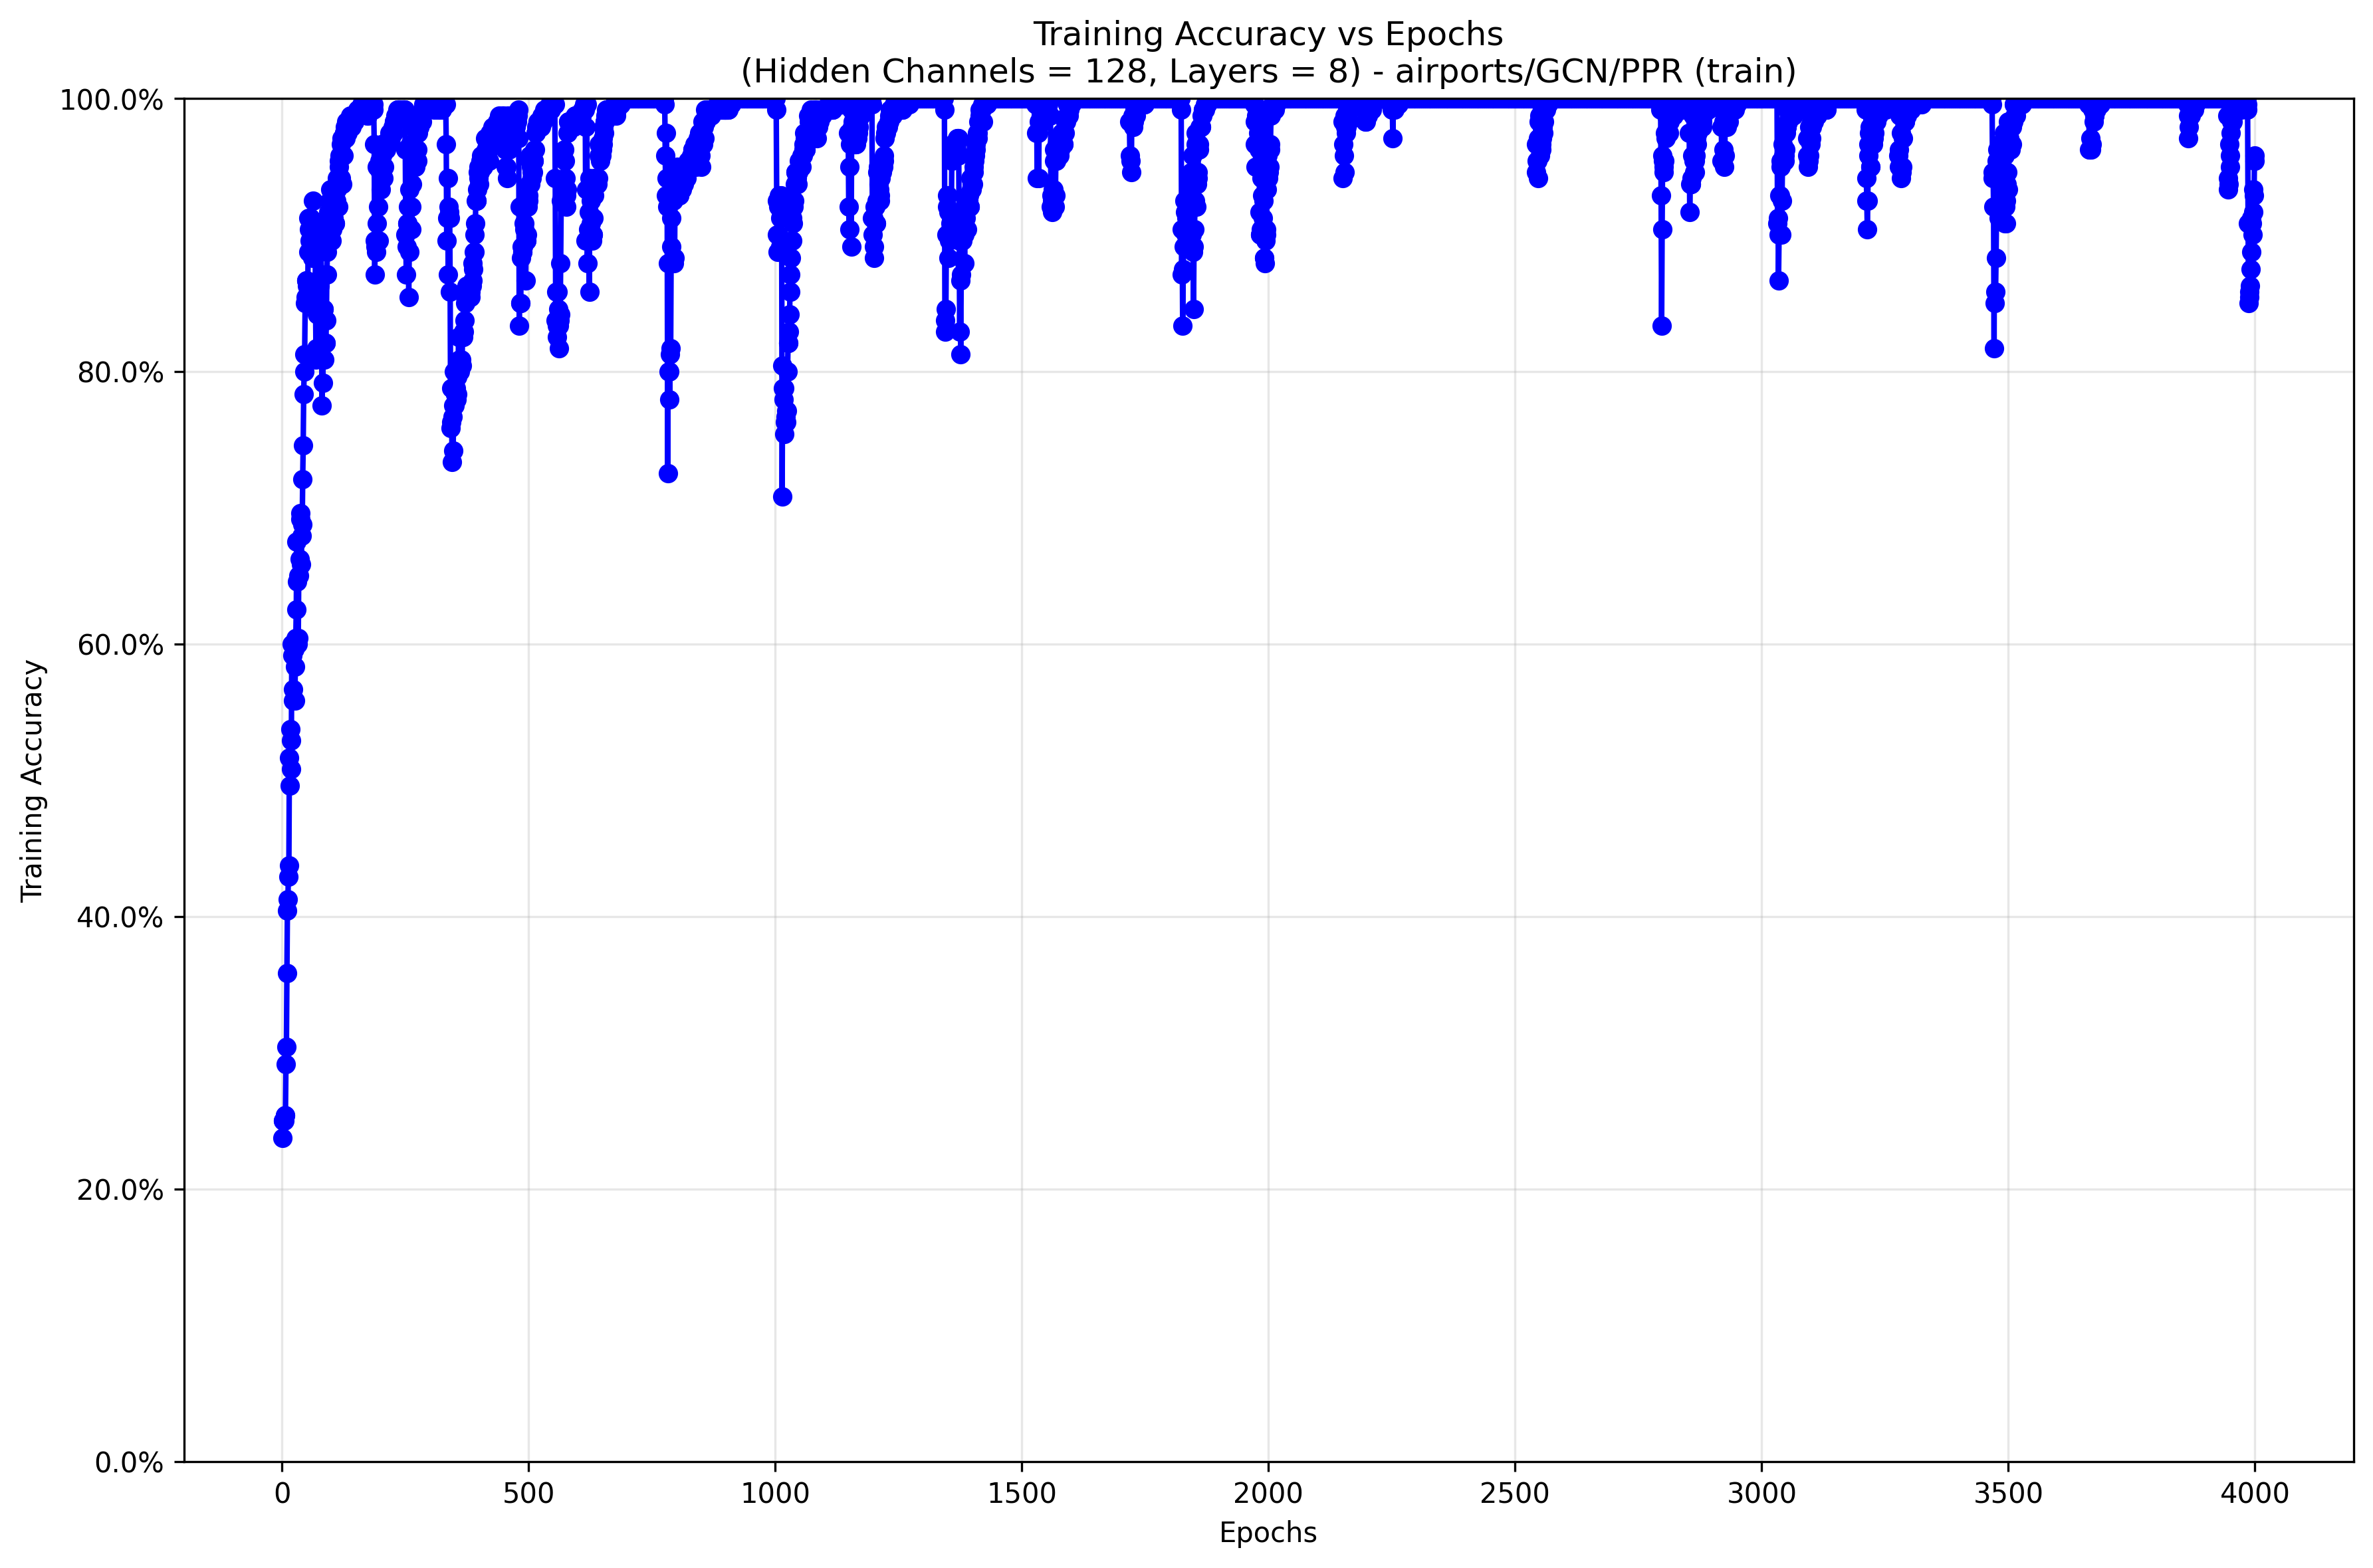 Training Accuracy vs Epochs
(Hidden Channels = 128, Layers = 8) - airports/GCN/PPR (train)
Training Accuracy
100.0%
80.0%
60.0%
40.0%
20.0%
0.0%
0 500 1000 1500 2000 2500 3000 3500 4000
Epochs